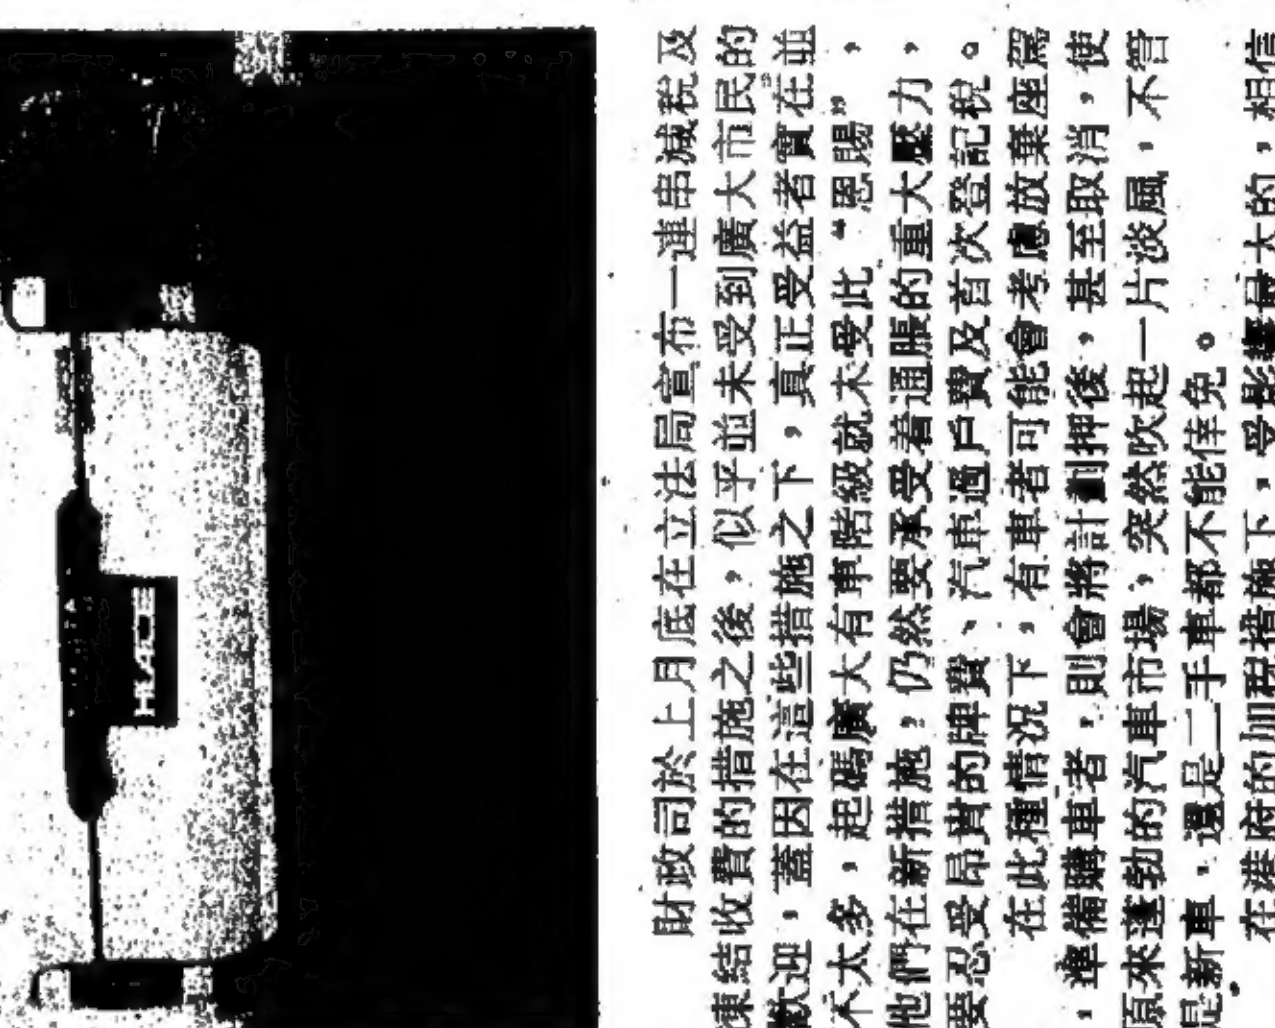 HIACE
財政司於上月底在立法局宣布一連串減稅及
凍結收費的措施之後，似乎並未受到廣大市民的
歡迎，蓋因在這些措施之下，真正受益者實在並
不太多，起碼廣大有車階級就未受此“恩賜”，
他們在新措施，仍然要承受着通脹的重大壓力，
要忍受昂貴的牌費、汽車過戶費及首次登記稅。
在此種情況下，有車者可能會考慮放棄座駕
，準備購車者，則會將計劃押後，甚至取消，使
原來蓬勃的汽車市場，突然吹起一片淡風，不管
是新車，還是二手車都不能倖免。
在港府的加稅措施下，受影響最大的，相信